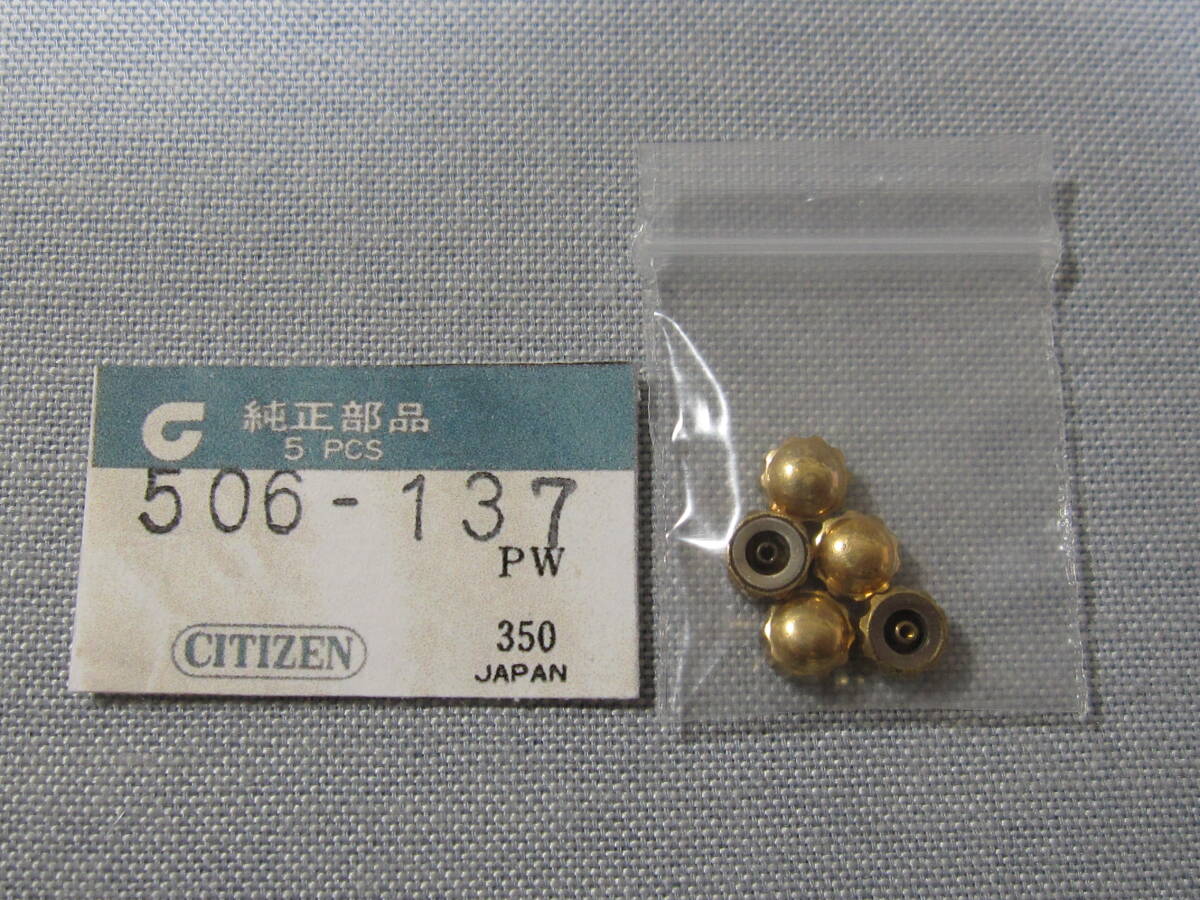 純正部品
5 PCS
506-137
PW
CITIZEN
350
JAPAN